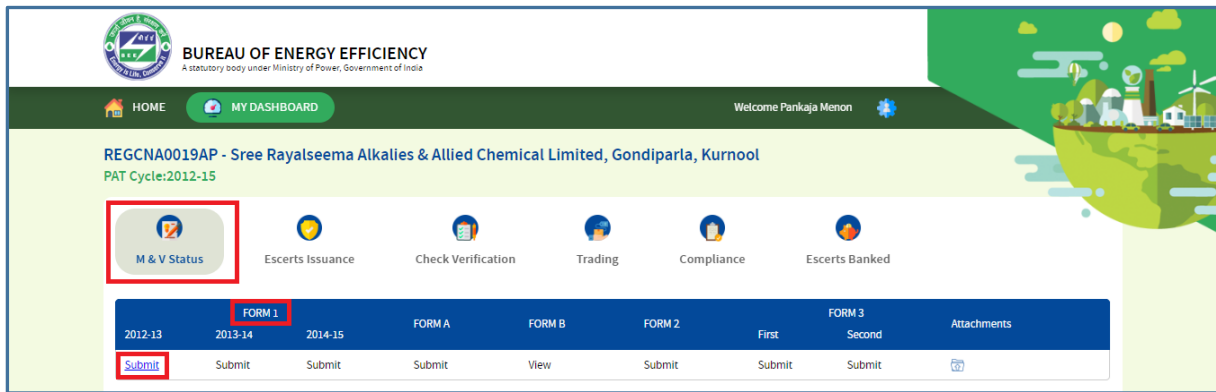 BUREAU OF ENERGY EFFICIENCY
A statutory body under Ministry of Power, Government of India
HOME MY DASHBOARD Welcome Pankaja Menon
REGCNA0019AP - Sree Rayalseema Alkalies & Allied Chemical Limited, Gondiparla, Kurnool
PAT Cycle:2012-15
M & V Status Escerts Issuance Check Verification Trading Compliance Escerts Banked
FORM 1 FORM A FORM B FORM 2 FORM 3 Attachments
2012-13 2013-14 2014-15 First Second
Submit Submit Submit Submit View Submit Submit Submit